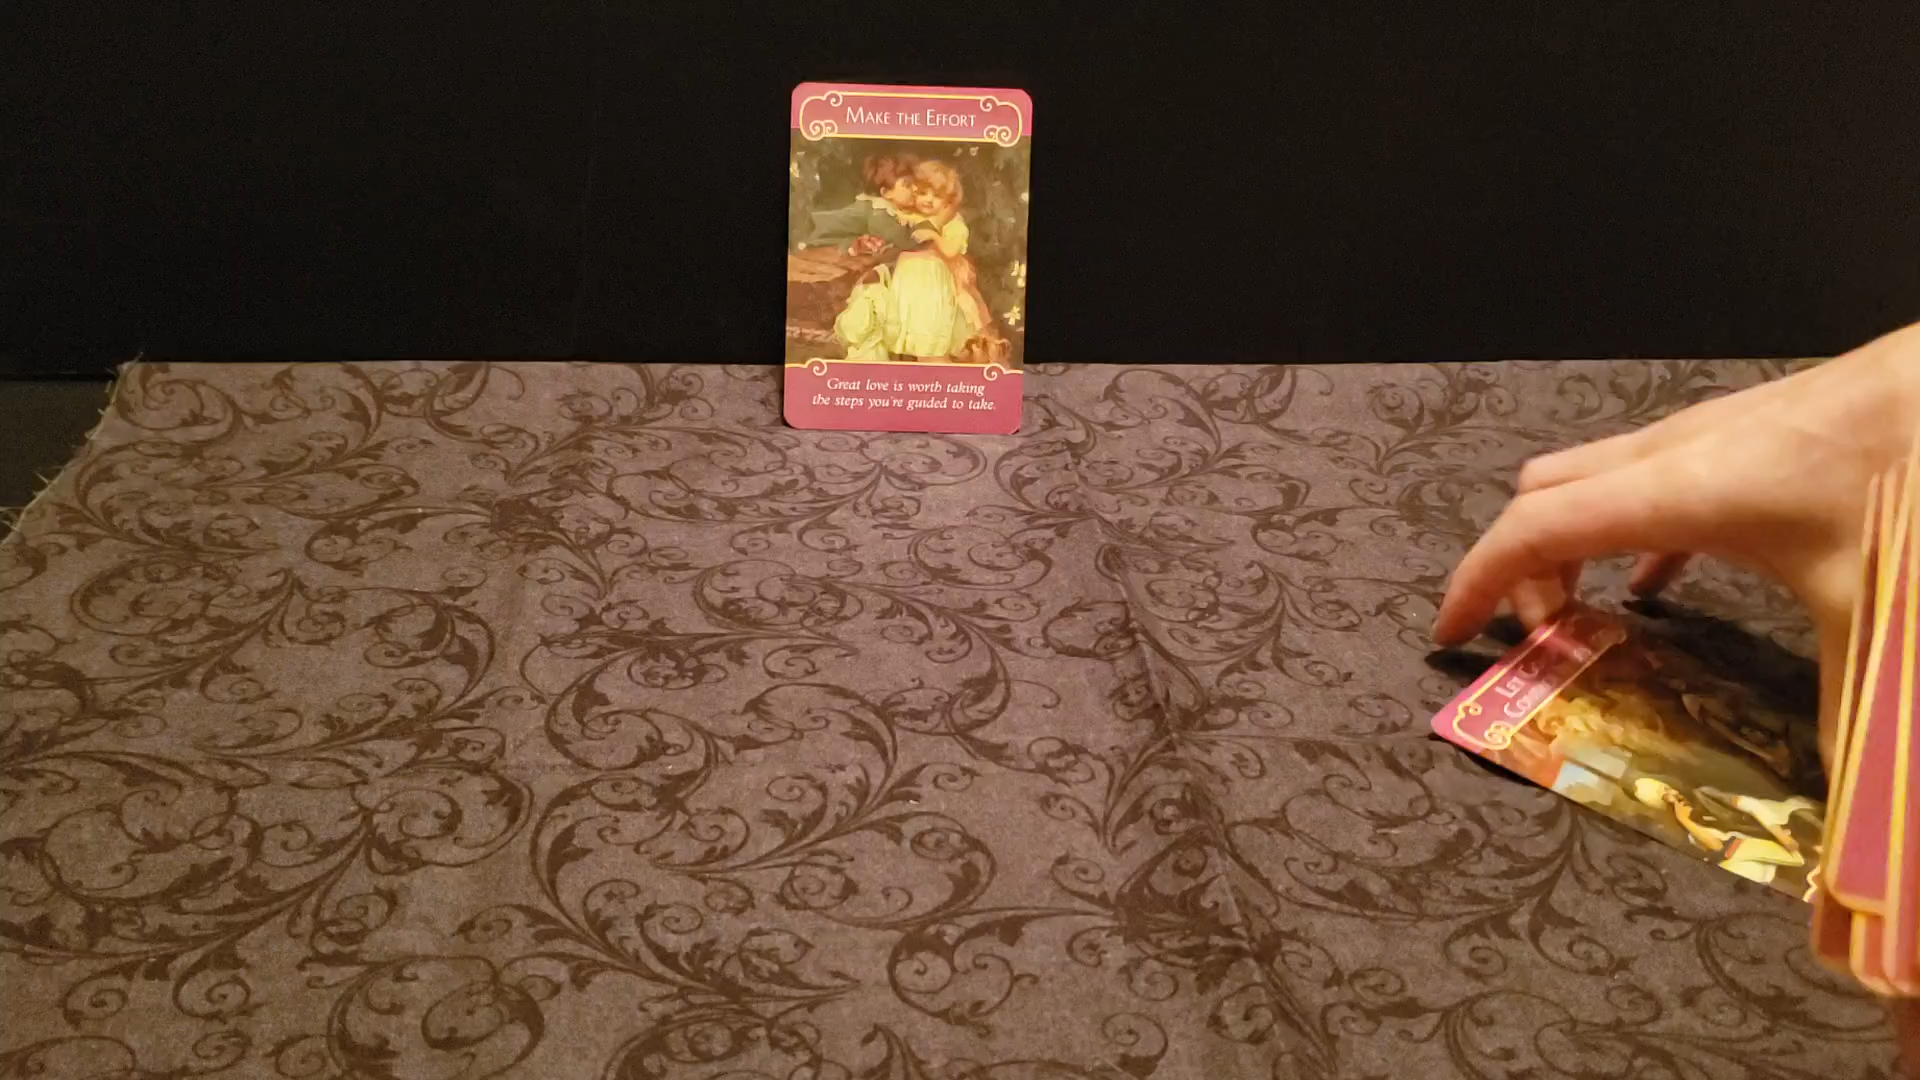 MAKE THE EFFORT
Great love is worth taking
the steps you're guided to take.